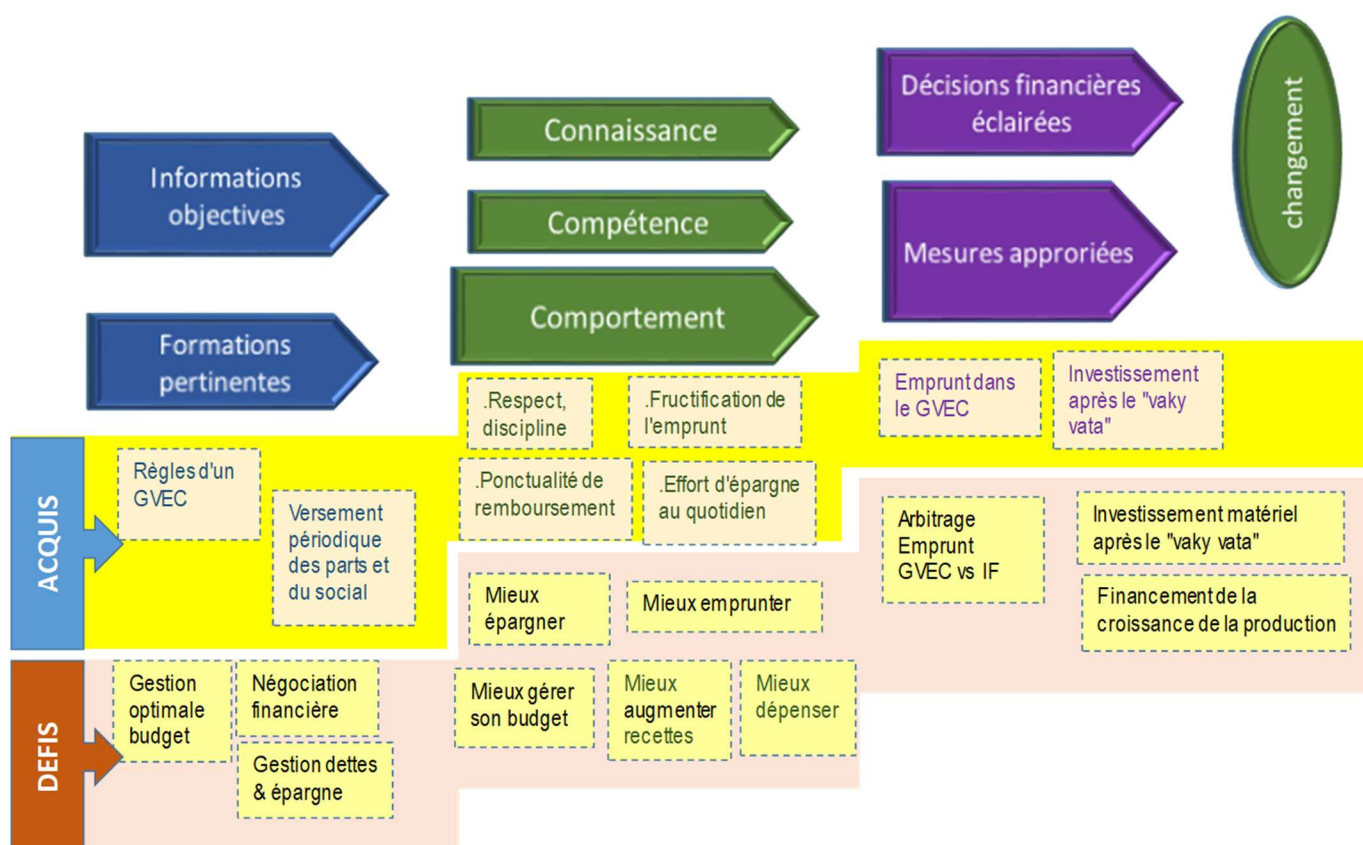 Informations
objectives
Formations
pertinentes
Connaissance
Compétence
Comportement
Décisions financières
éclairées
Mesures approriées
changement
ACQUIS
Règles d'un
GVEC
Versement
périodique
des parts et
du social
.Respect,
discipline
.Fructification de
l'emprunt
.Ponctualité de
remboursement
.Effort d'épargne
au quotidien
Emprunt dans
le GVEC
Investissement
après le "vaky
vata"
DEFIS
Gestion
optimale
budget
Négociation
financière
Gestion dettes
& épargne
Mieux
épargner
Mieux emprunter
Mieux gérer
son budget
Mieux
augmenter
recettes
Mieux
dépenser
Arbitrage
Emprunt
GVEC vs IF
Investissement matériel
après le "vaky vata"
Financement de la
croissance de la production